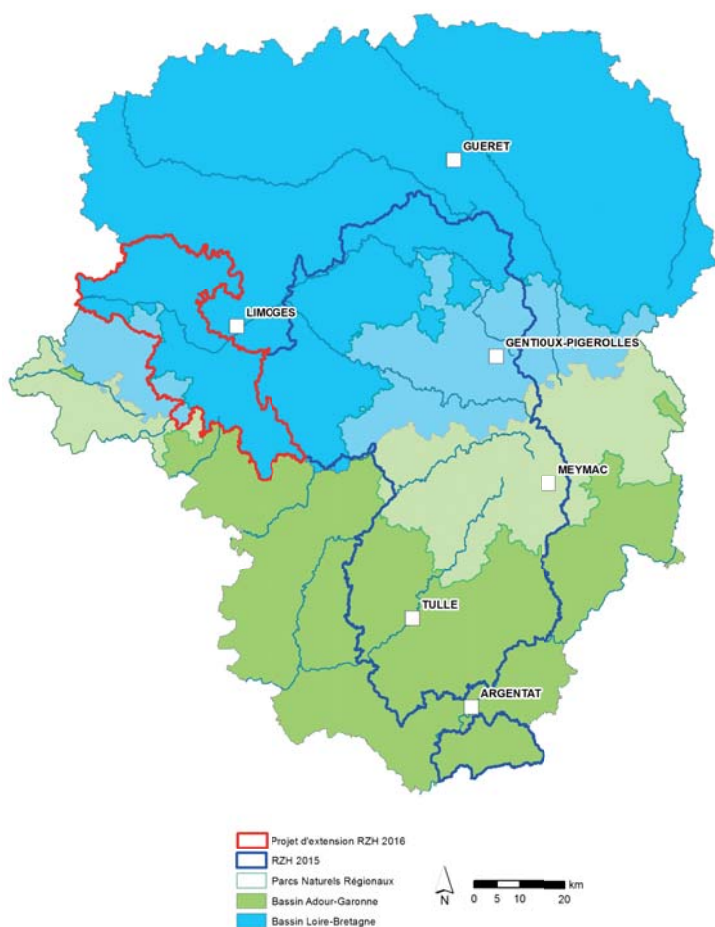 GUERET
LIMOGES
GENTIOUX-PIGEROLLES
MEYMAC
TULLE
ARGENTAT
Projet d'extension RZH 2016
RZH 2015
Parcs Naturels Régionaux
Bassin Adour-Garonne
Bassin Loire-Bretagne
N
km
0 5 10 20